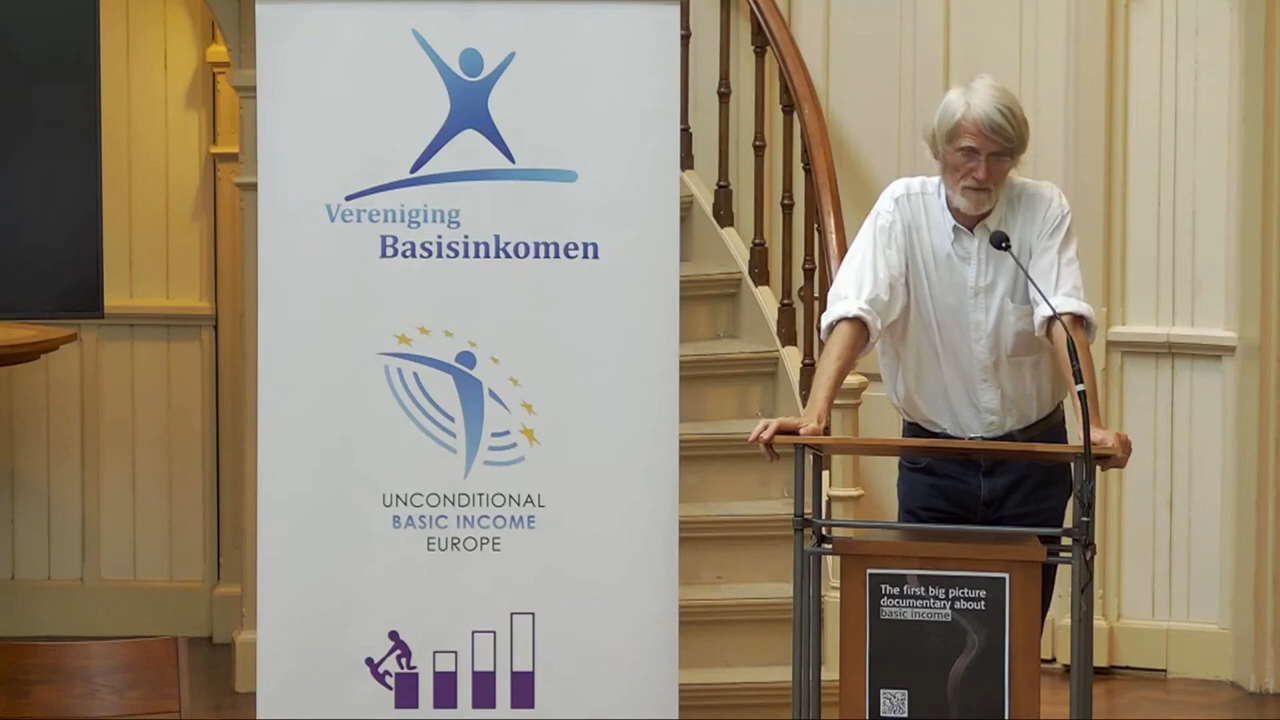 Vereniging
Basisinkomen
UNCONDITIONAL
BASIC INCOME
EUROPE
The first big picture
documentary about
basic income